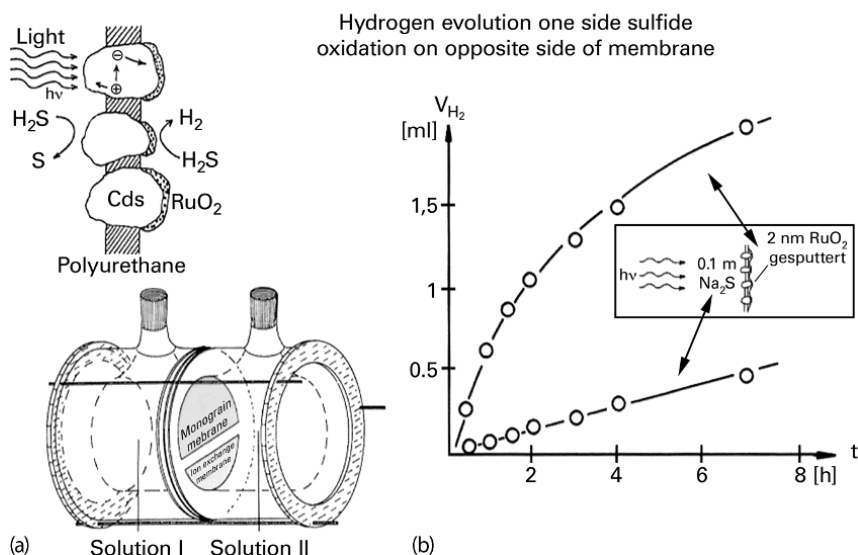 Hydrogen evolution one side sulfide
oxidation on opposite side of membrane
Light
hν
H₂S
S
H₂
H₂S
Cds
RuO₂
Polyurethane
Monograin
mebrane
Ion exchange
membrane
(a)
Solution I
Solution II
V_H₂
[ml]
1,5
1
0.5
2
4
6
8
t
[h]
hν
0.1 m
Na₂S
2 nm RuO₂
gesputtert
(b)